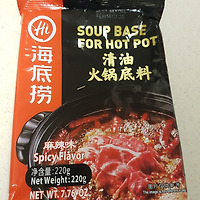 Hi
海底捞
SOUP BASE
FOR HOT POT
清油
火锅底料
麻辣味
Spicy Flavor
净含量: 220g
Net Weight: 220g
NET WT. 7.76 OZ.